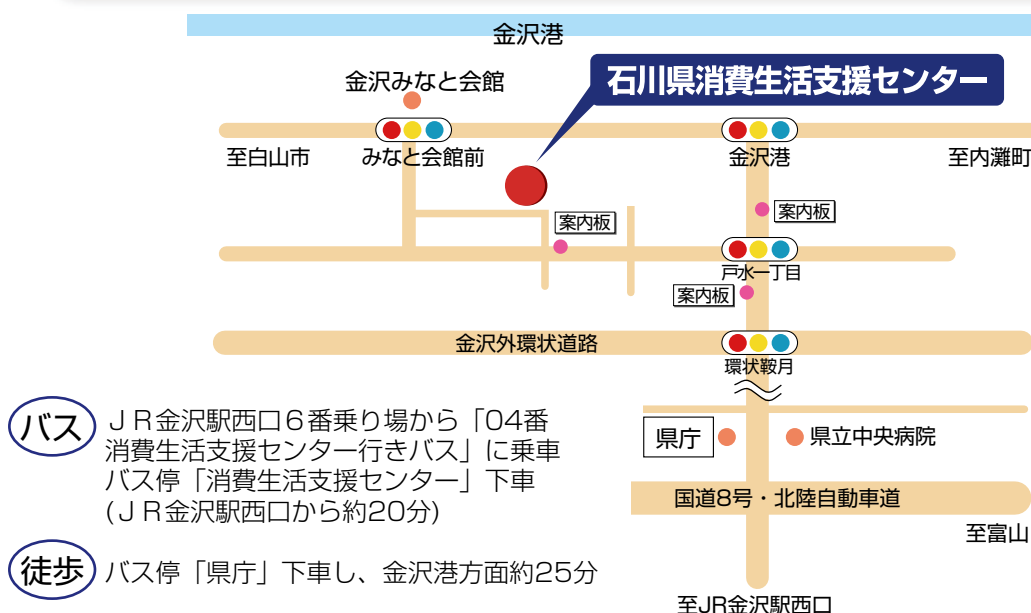 金沢港
石川県消費生活支援センター
金沢みなと会館
至白山市
みなと会館前
金沢港
至内灘町
案内板
案内板
戸水一丁目
案内板
金沢外環状道路
環状鞍月
バス
ＪＲ金沢駅西口６番乗り場から「04番
消費生活支援センター行きバス」に乗車
バス停「消費生活支援センター」下車
(ＪＲ金沢駅西口から約20分)
県庁
県立中央病院
国道8号・北陸自動車道
至富山
徒歩
バス停「県庁」下車し、金沢港方面約25分
至JR金沢駅西口